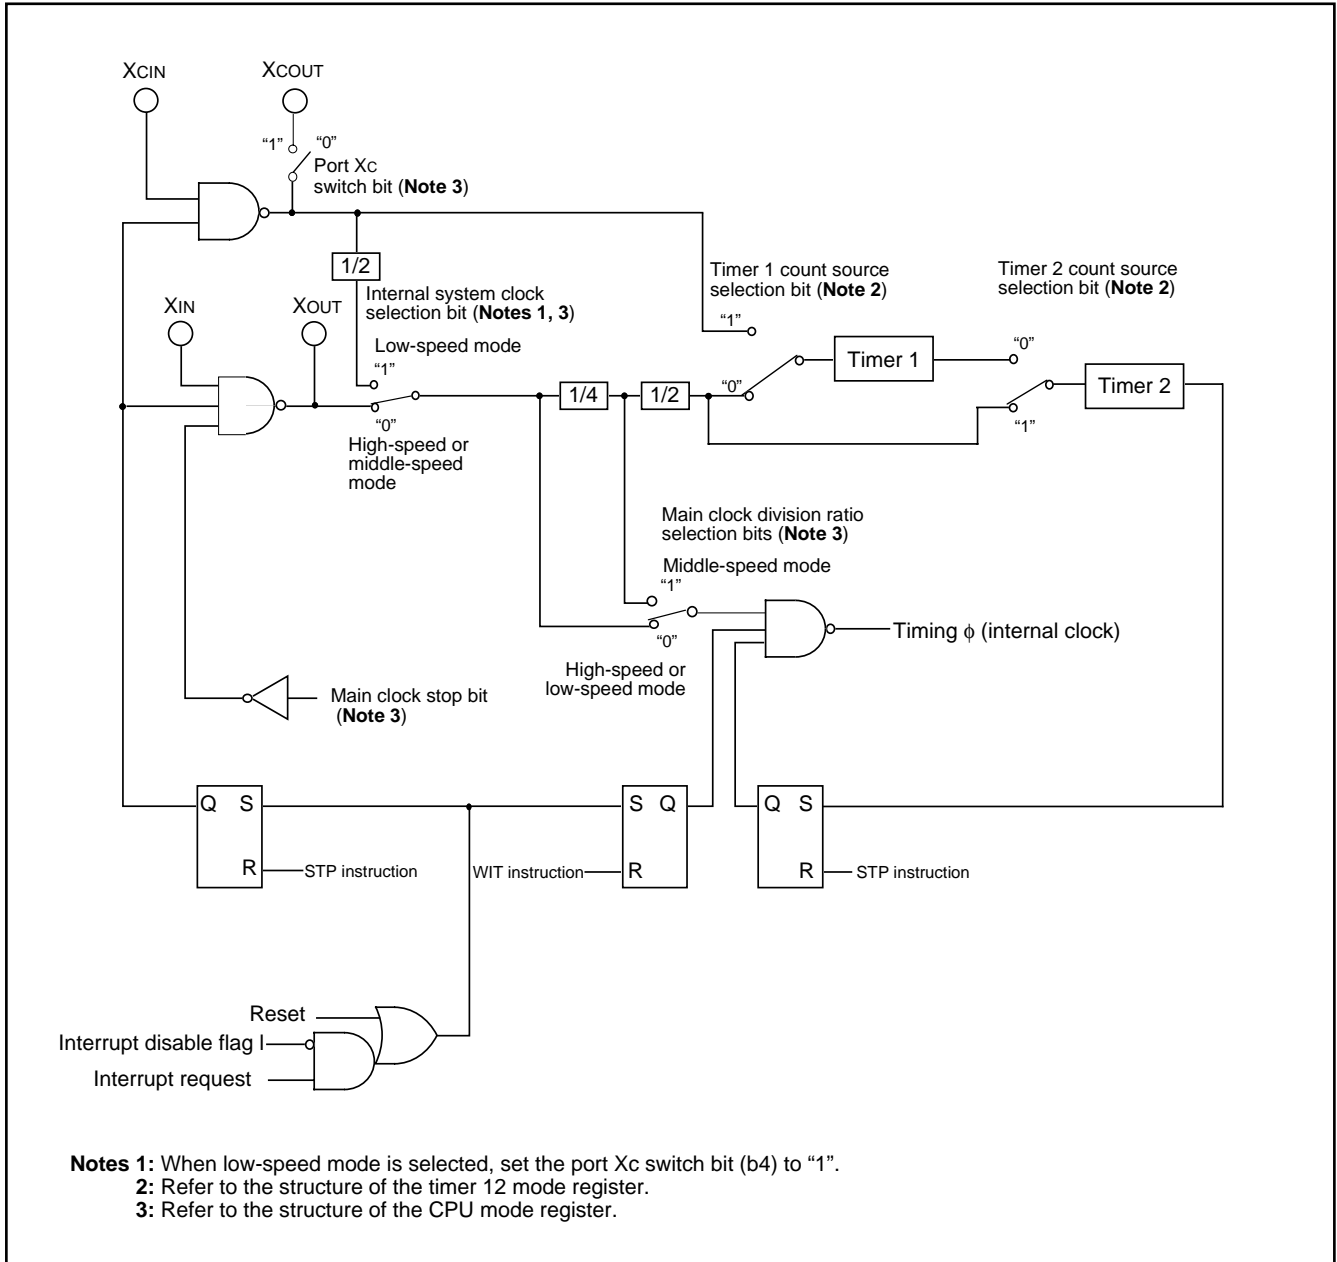 XCIN
XCOUT
“1”
“0”
Port XC
switch bit (Note 3)
1/2
Internal system clock
selection bit (Notes 1, 3)
Low-speed mode
“1”
XIN
XOUT
“0”
High-speed or
middle-speed
mode
Timer 1 count source
selection bit (Note 2)
“1”
“0”
Timer 1
Timer 2 count source
selection bit (Note 2)
“0”
“1”
Timer 2
1/4
1/2
Main clock division ratio
selection bits (Note 3)
Middle-speed mode
“1”
“0”
High-speed or
low-speed mode
Timing ϕ (internal clock)
Main clock stop bit
(Note 3)
Q S
R
STP instruction
WIT instruction
S Q
R
Q S
R
STP instruction
Reset
Interrupt disable flag I
Interrupt request
Notes 1: When low-speed mode is selected, set the port Xc switch bit (b4) to “1”.
2: Refer to the structure of the timer 12 mode register.
3: Refer to the structure of the CPU mode register.